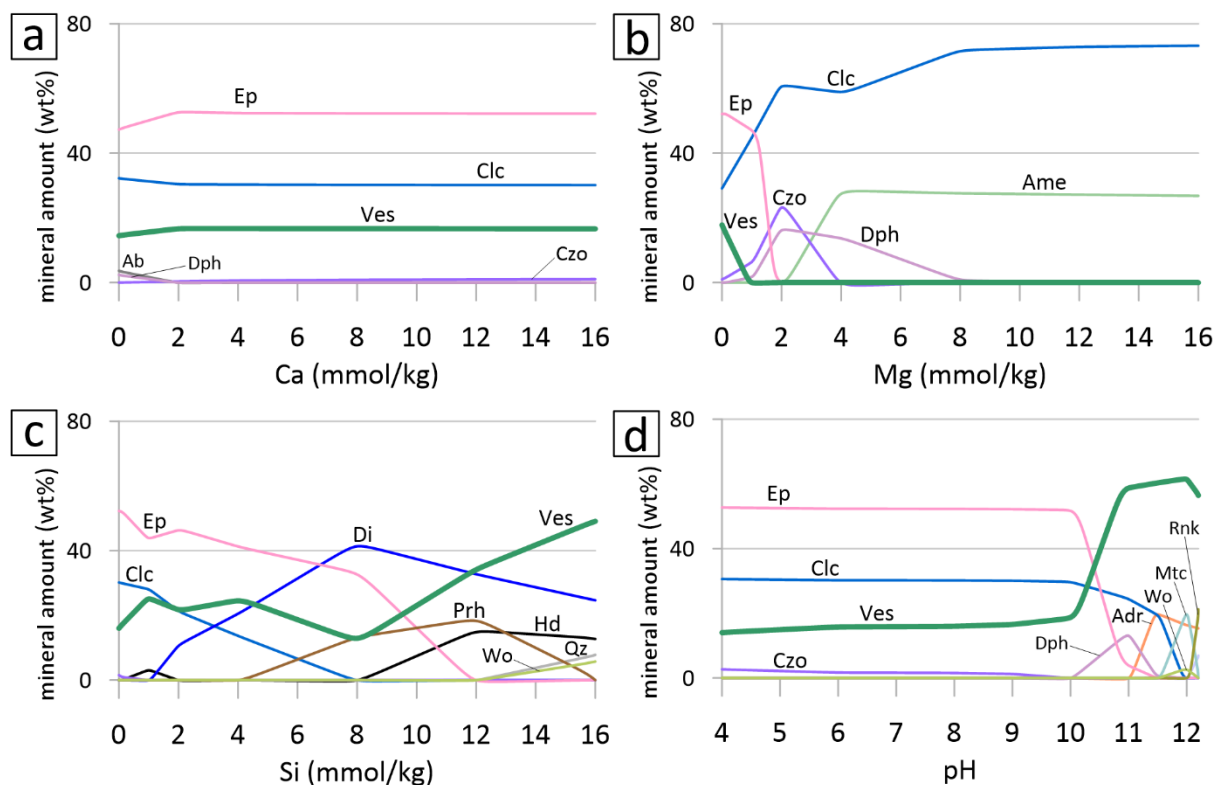 a
mineral amount (wt%)
80
40
0
Ep
Clc
Ves
Ab
Dph
Czo
0 2 4 6 8 10 12 14 16
Ca (mmol/kg)
b
mineral amount (wt%)
80
40
0
Clc
Ep
Ves
Czo
Ame
Dph
0 2 4 6 8 10 12 14 16
Mg (mmol/kg)
c
mineral amount (wt%)
80
40
0
Ep
Clc
Di
Ves
Prh
Hd
Wo
Qz
0 2 4 6 8 10 12 14 16
Si (mmol/kg)
d
mineral amount (wt%)
80
40
0
Ep
Clc
Ves
Czo
Dph
Adr
Wo
Mtc
Rnk
4 5 6 7 8 9 10 11 12
pH